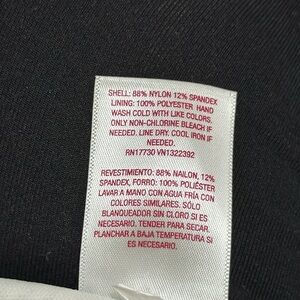 SHELL: 88% NYLON 12% SPANDEX
LINING: 100% POLYESTER HAND
WASH COLD WITH LIKE COLORS,
ONLY NON-CHLORINE BLEACH IF
NEEDED. LINE DRY. COOL IRON IF
NEEDED.
RN17730 VN1322392
REVESTIMIENTO: 88% NAILON, 12%
SPANDEX, FORRO: 100% POLIÉSTER
LAVAR A MANO CON AGUA FRÍA CON
COLORES SIMILARES. SÓLO
BLANQUEADOR SIN CLORO SI ES
NECESARIO. TENDER PARA SECAR.
PLANCHAR A BAJA TEMPERATURA SI
ES NECESARIO.